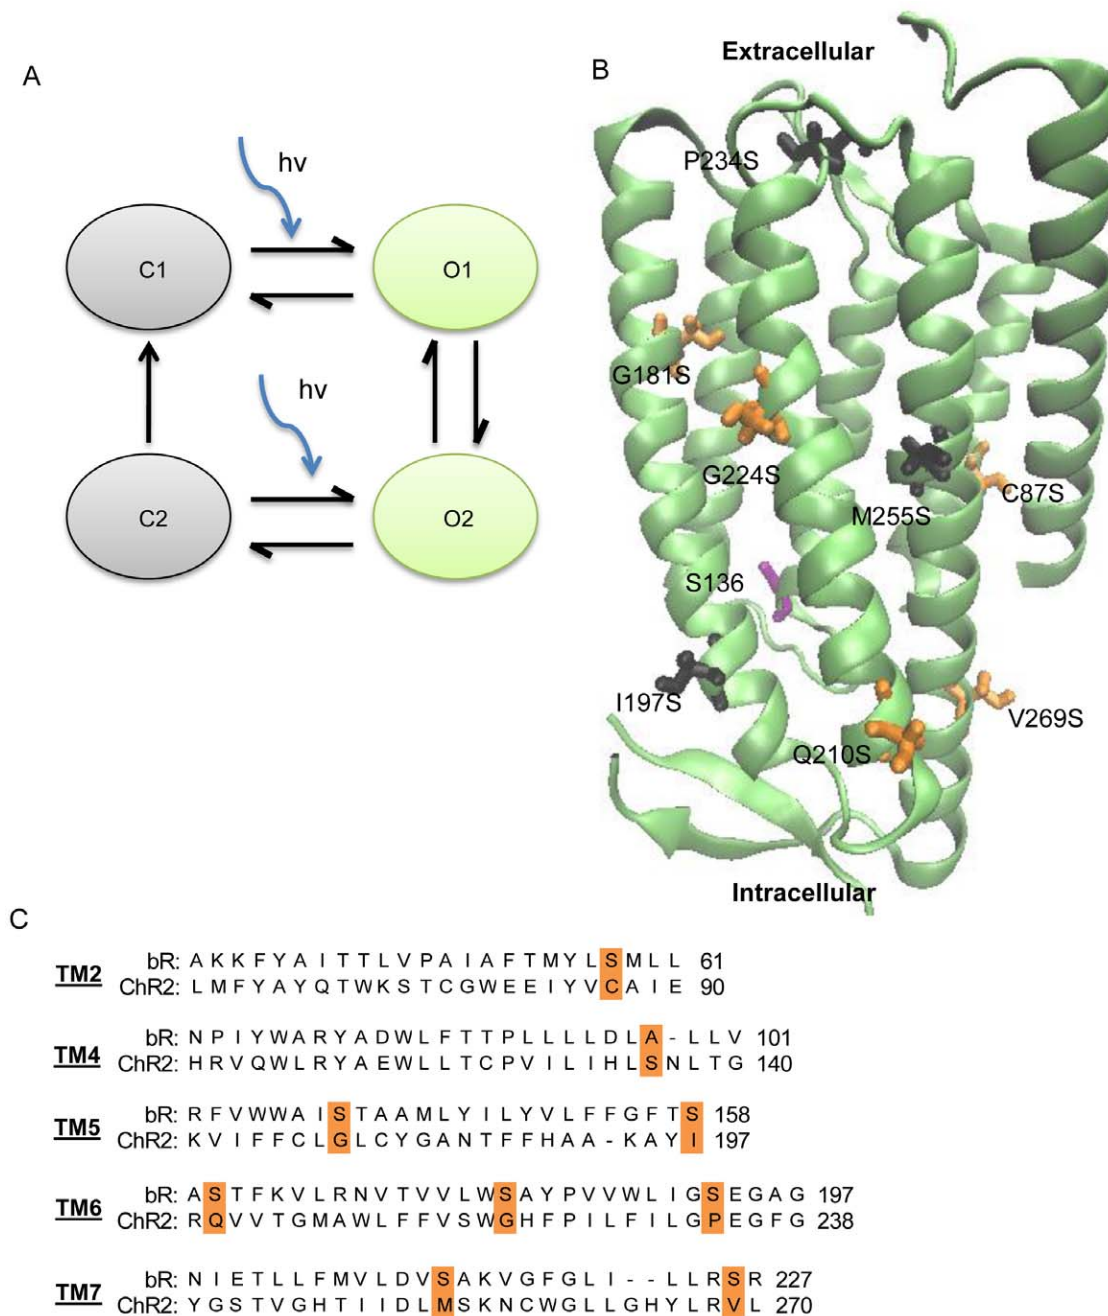 A
hv
C1
O1
hv
C2
O2
B
Extracellular
P234S
G181S
G224S
M255S
C87S
S136
I197S
V269S
Q210S
Intracellular
C
TM2
bR: A K K F Y A I T T L V P A I A F T M Y L S M L L 61
ChR2: L M F Y A Y Q T W K S T C G W E E I Y V C A I E 90
TM4
bR: N P I Y W A R Y A D W L F T T P L L L L D L A - L L V 101
ChR2: H R V Q W L R Y A E W L L T C P V I L I H L S N L T G 140
TM5
bR: R F V W W A I S T A A M L Y I L Y V L F F G F T S 158
ChR2: K V I F F C L G L C Y G A N T F F H A A - K A Y I 197
TM6
bR: A S T F K V L R N V T V V L W S A Y P V V W L I G S E G A G 197
ChR2: R Q V V T G M A W L F F V S W G H F P I L F I L G P E G F G 238
TM7
bR: N I E T L L F M V L D V S A K V G F G L I - - L L R S R 227
ChR2: Y G S T V G H T I I D L M S K N C W G L L G H Y L R V L 270